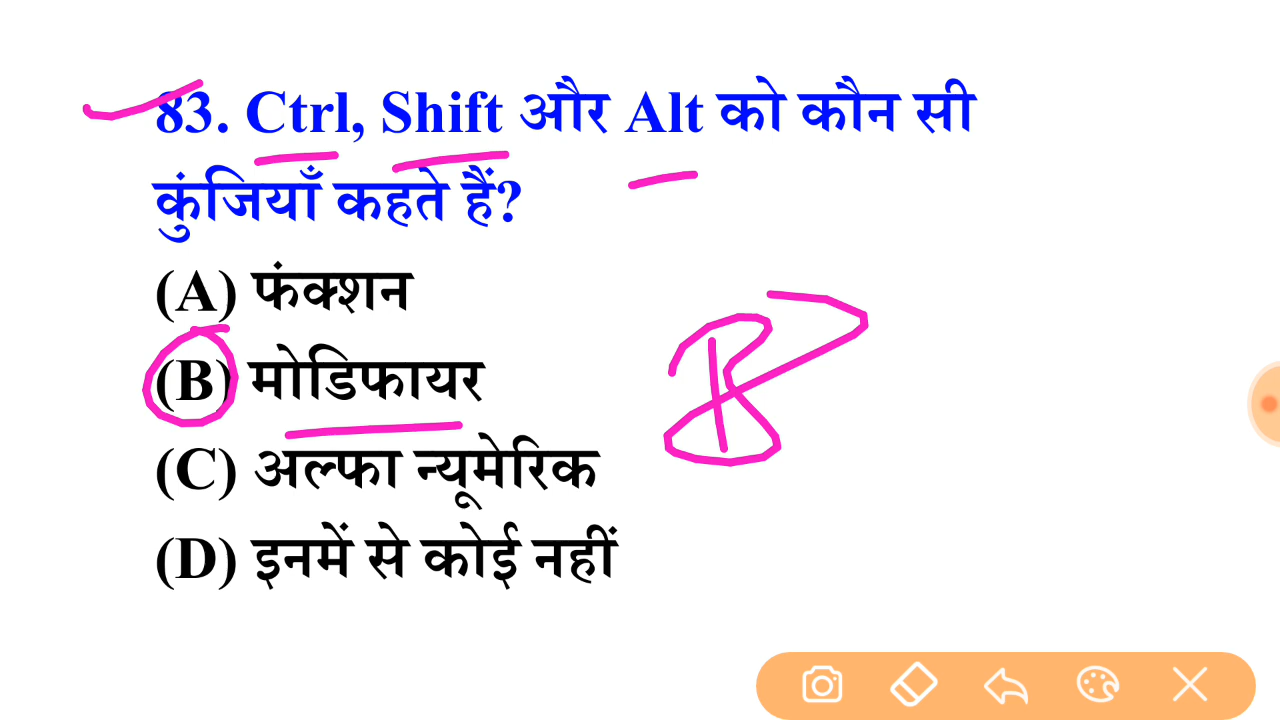 83. Ctrl, Shift और Alt को कौन सी
कुंजियाँ कहते हैं?
(A) फंक्शन
(B) मोडिफायर
(C) अल्फा न्यूमेरिक
(D) इनमें से कोई नहीं
B